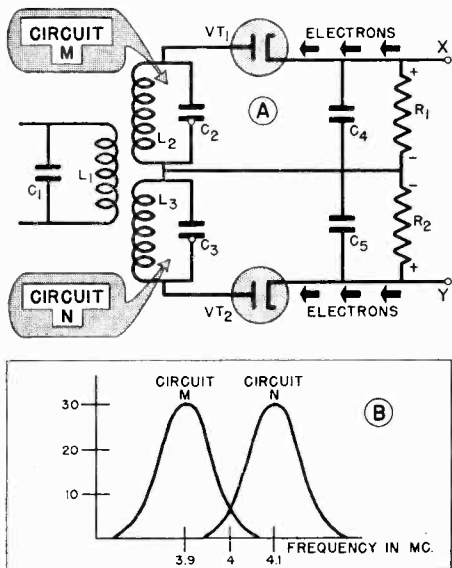 CIRCUIT
M
VT1
ELECTRONS
X
A
L2
C2
C4
R1
+
-
C1
L1
L3
C3
C5
R2
-
+
CIRCUIT
N
VT2
ELECTRONS
Y
B
CIRCUIT
M
CIRCUIT
N
30
20
10
3.9
4
4.1
FREQUENCY IN MC.